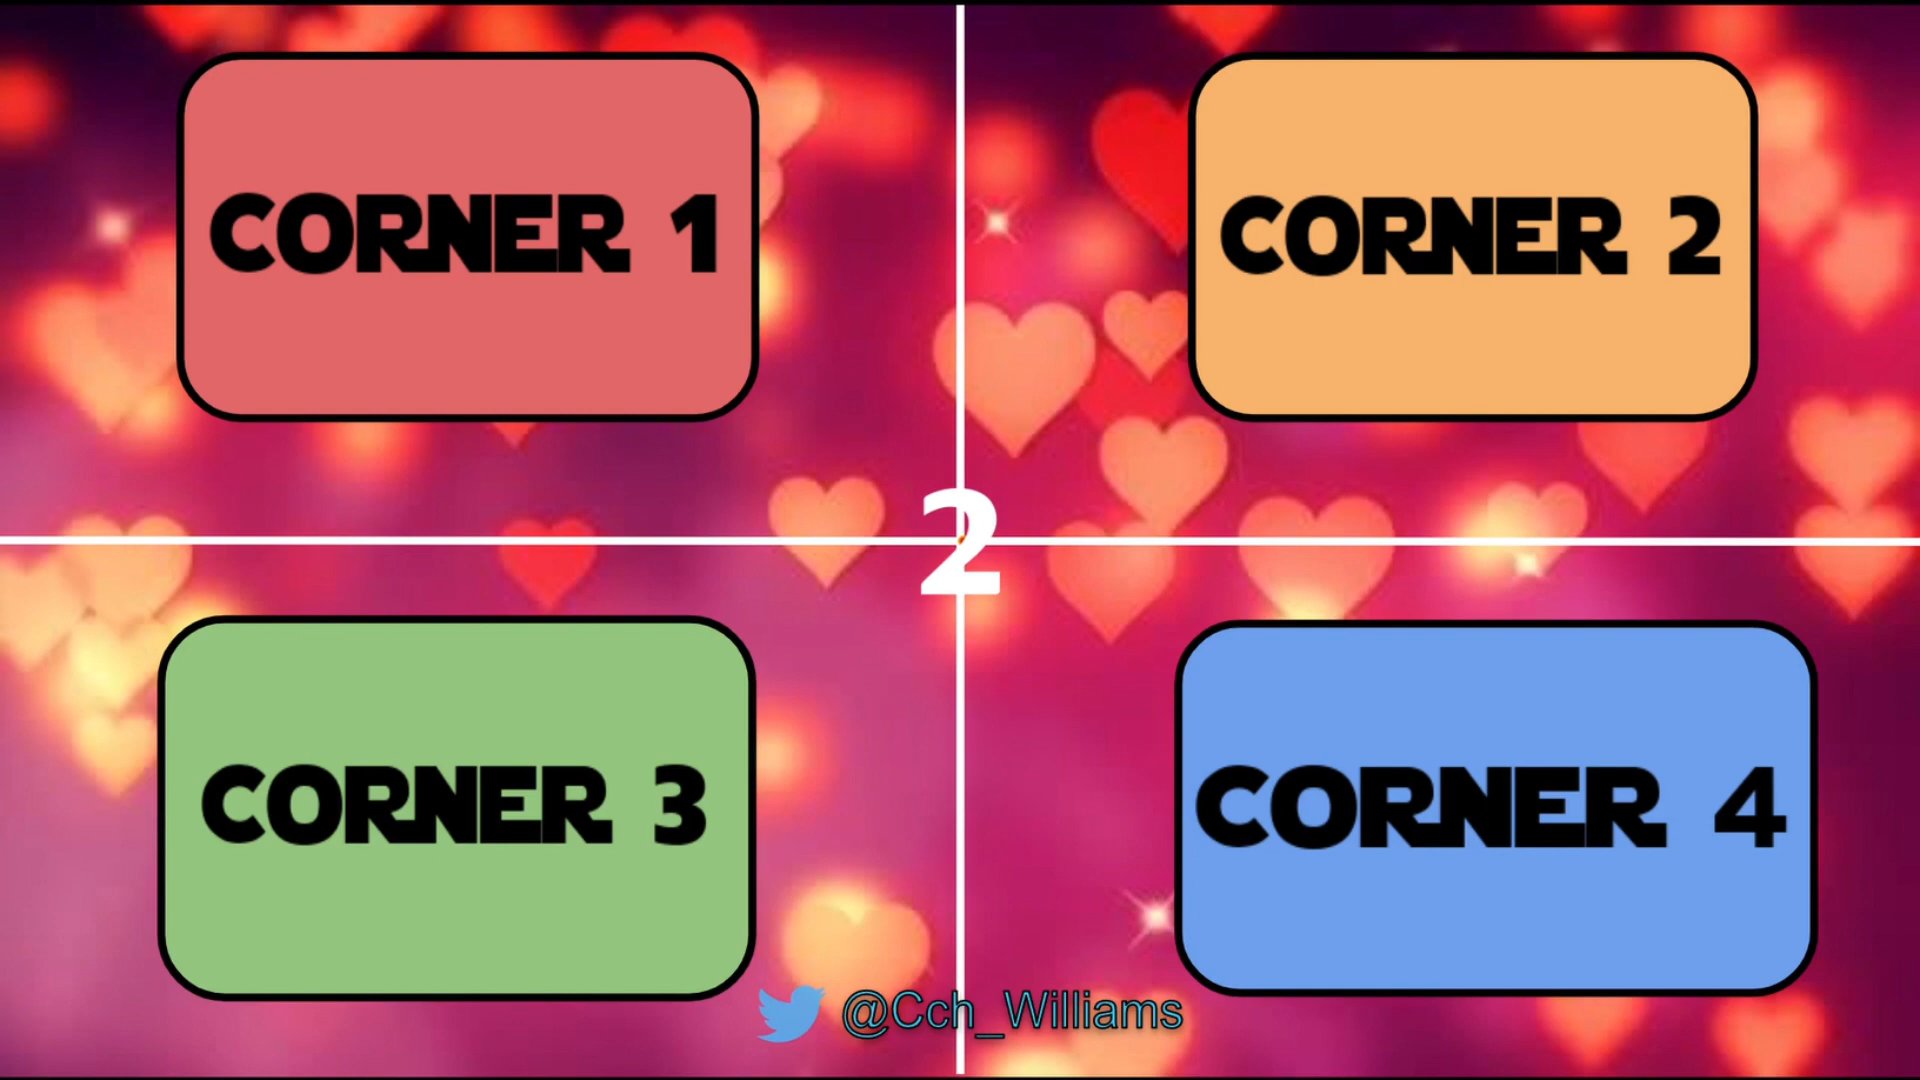 CORNER 1
CORNER 2
2
CORNER 3
CORNER 4
@Cch_Williams